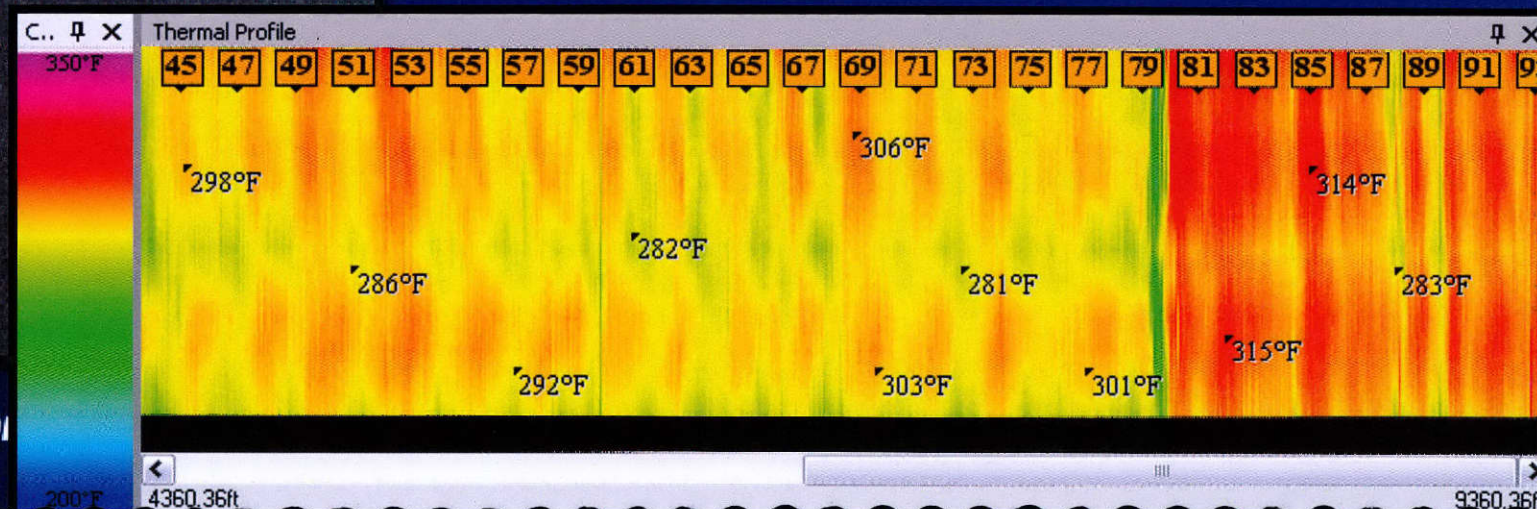 C.. Thermal Profile
350°F
45 47 49 51 53 55 57 59 61 63 65 67 69 71 73 75 77 79 81 83 85 87 89 91
306°F
298°F 314°F
282°F
286°F 281°F 283°F
315°F
292°F 303°F 301°F
200°F 4360.36ft 9360.36ft